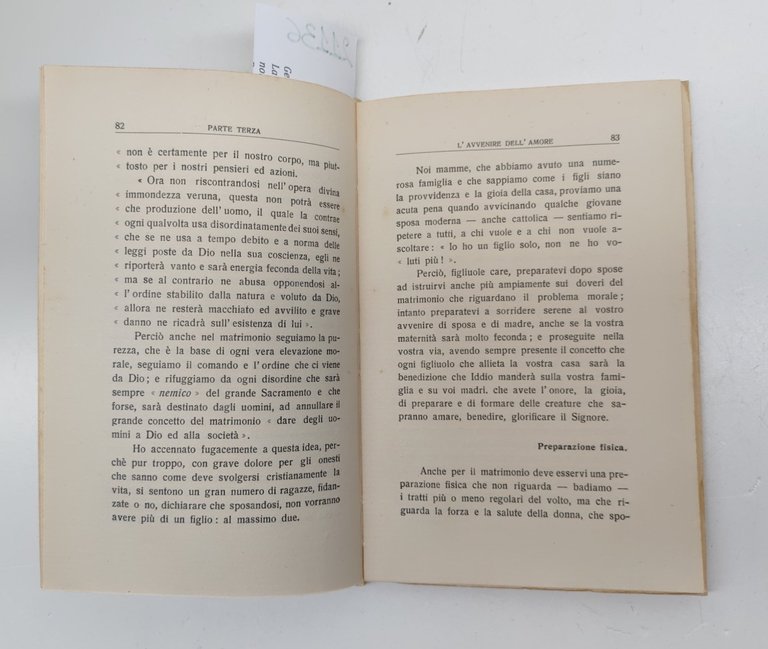 21136
Ge
La
no
82 PARTE TERZA
« non è certamente per il nostro corpo, ma piut-
« tosto per i nostri pensieri ed azioni.
« Ora non riscontrandosi nell'opera divina
« immondezza veruna, questa non potrà essere
« che produzione dell'uomo, il quale la contrae
« ogni qualvolta usa disordinatamente dei suoi sensi,
« che se ne usa a tempo debito e a norma delle
« leggi poste da Dio nella sua coscienza, egli ne
« riporterà vanto e sarà energia feconda della vita ;
« ma se al contrario ne abusa opponendosi al-
« l'ordine stabilito dalla natura e voluto da Dio,
« allora ne resterà macchiato ed avvilito e grave
« danno ne ricadrà sull'esistenza di lui ».
Perciò anche nel matrimonio seguiamo la pu-
rezza, che è la base di ogni vera elevazione mo-
rale, seguiamo il comando e l'ordine che ci viene
da Dio ; e rifuggiamo da ogni disordine che sarà
sempre « nemico » del grande Sacramento e che
forse, sarà destinato dagli uomini, ad annullare il
grande concetto del matrimonio « dare degli uo-
mini a Dio ed alla società ».
Ho accennato fugacemente a questa idea, per-
chè pur troppo, con grave dolore per gli onesti
che sanno come deve svolgersi cristianamente la
vita, si sentono un gran numero di ragazze, fidan-
zate o no, dichiarare che sposandosi, non vorranno
avere più di un figlio : al massimo due.
L'AVVENIRE DELL'AMORE 83
Noi mamme, che abbiamo avuto una nume-
rosa famiglia e che sappiamo come i figli siano
la provvidenza e la gioia della casa, proviamo una
acuta pena quando avvicinando qualche giovane
sposa moderna — anche cattolica — sentiamo ri-
petere a tutti, a chi vuole e a chi non vuole a-
scoltare : « Io ho un figlio solo, non ne ho vo-
« luti più ! ».
Perciò, figliuole care, preparatevi dopo spose
ad istruirvi anche più ampiamente sui doveri del
matrimonio che riguardano il problema morale ;
intanto preparatevi a sorridere serene al vostro
avvenire di sposa e di madre, anche se la vostra
maternità sarà molto feconda ; e proseguite nella
vostra via, avendo sempre presente il concetto che
ogni figliuolo che allieta la vostra casa sarà la
benedizione che Iddio manderà sulla vostra fami-
glia e su voi madri. che avete l'onore, la gioia,
di preparare e di formare delle creature che sa-
pranno amare, benedire, glorificare il Signore.
Preparazione fisica.
Anche per il matrimonio deve esservi una pre-
parazione fisica che non riguarda — badiamo —
i tratti più o meno regolari del volto, ma che ri-
guarda la forza e la salute della donna, che spo-